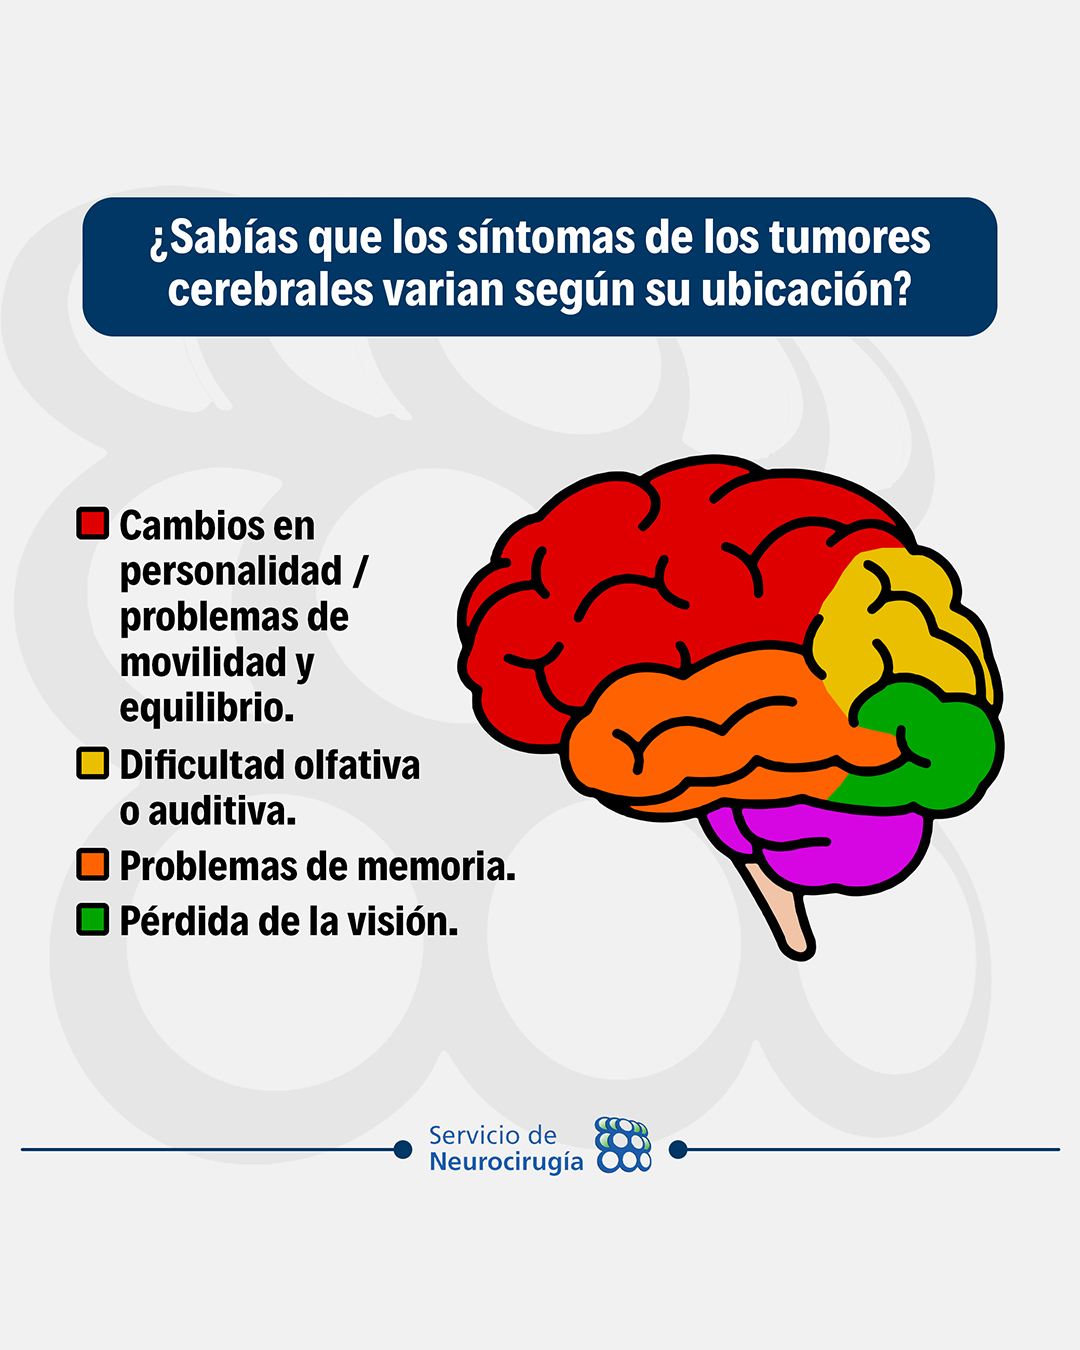 ¿Sabías que los síntomas de los tumores
cerebrales varian según su ubicación?
Cambios en
personalidad /
problemas de
movilidad y
equilibrio.
Dificultad olfativa
o auditiva.
Problemas de memoria.
Pérdida de la visión.
Servicio de
Neurocirugía